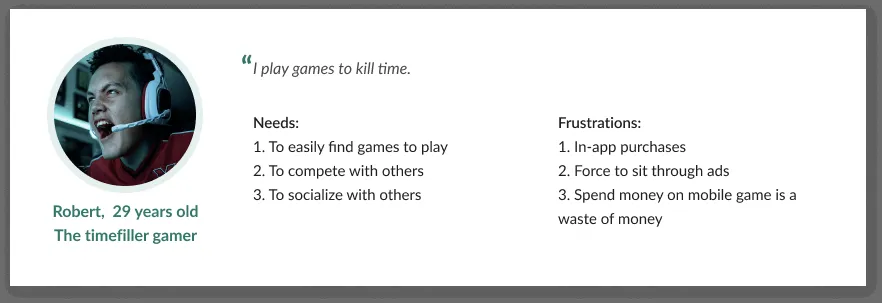 “I play games to kill time.
Needs:
1. To easily find games to play
2. To compete with others
3. To socialize with others
Frustrations:
1. In-app purchases
2. Force to sit through ads
3. Spend money on mobile game is a
waste of money
Robert,  29 years old
The timefiller gamer